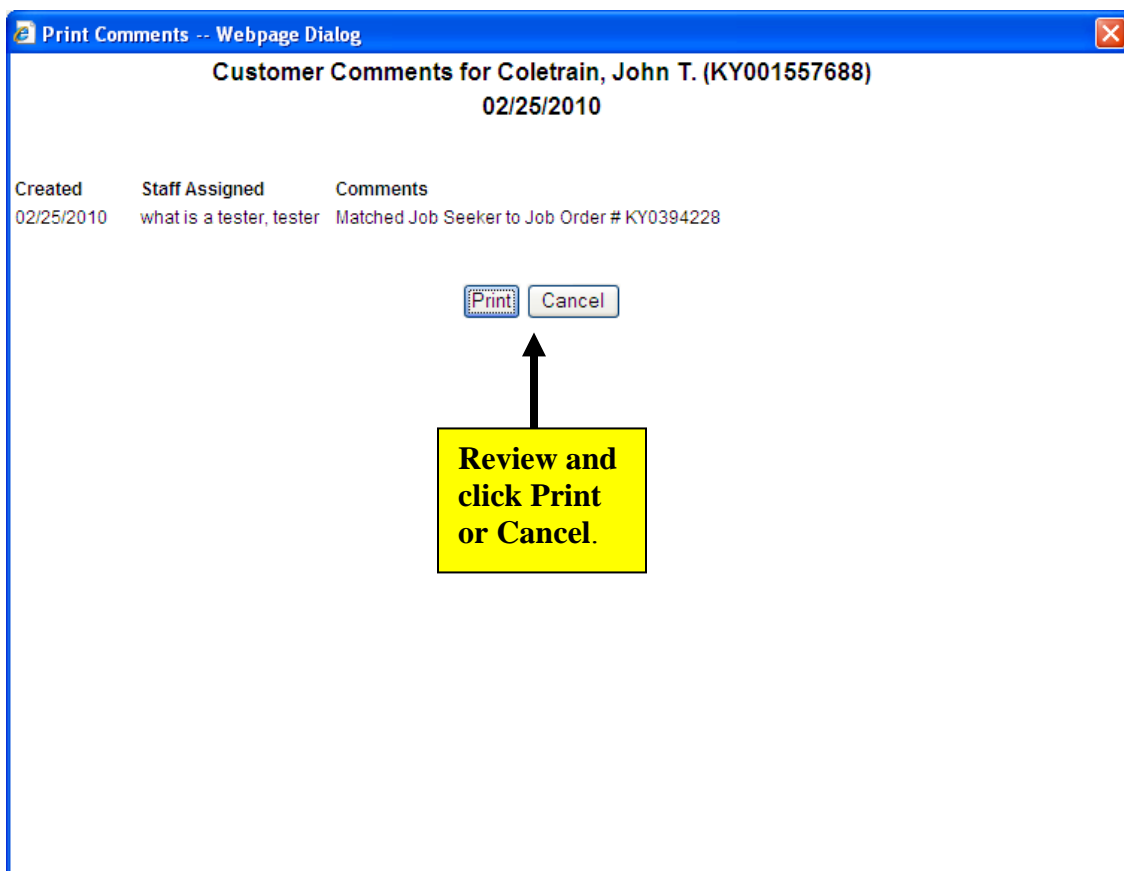 Print Comments -- Webpage Dialog
Customer Comments for Coletrain, John T. (KY001557688)
02/25/2010
Created Staff Assigned Comments
02/25/2010 what is a tester, tester Matched Job Seeker to Job Order # KY0394228
Print Cancel
Review and
click Print
or Cancel.